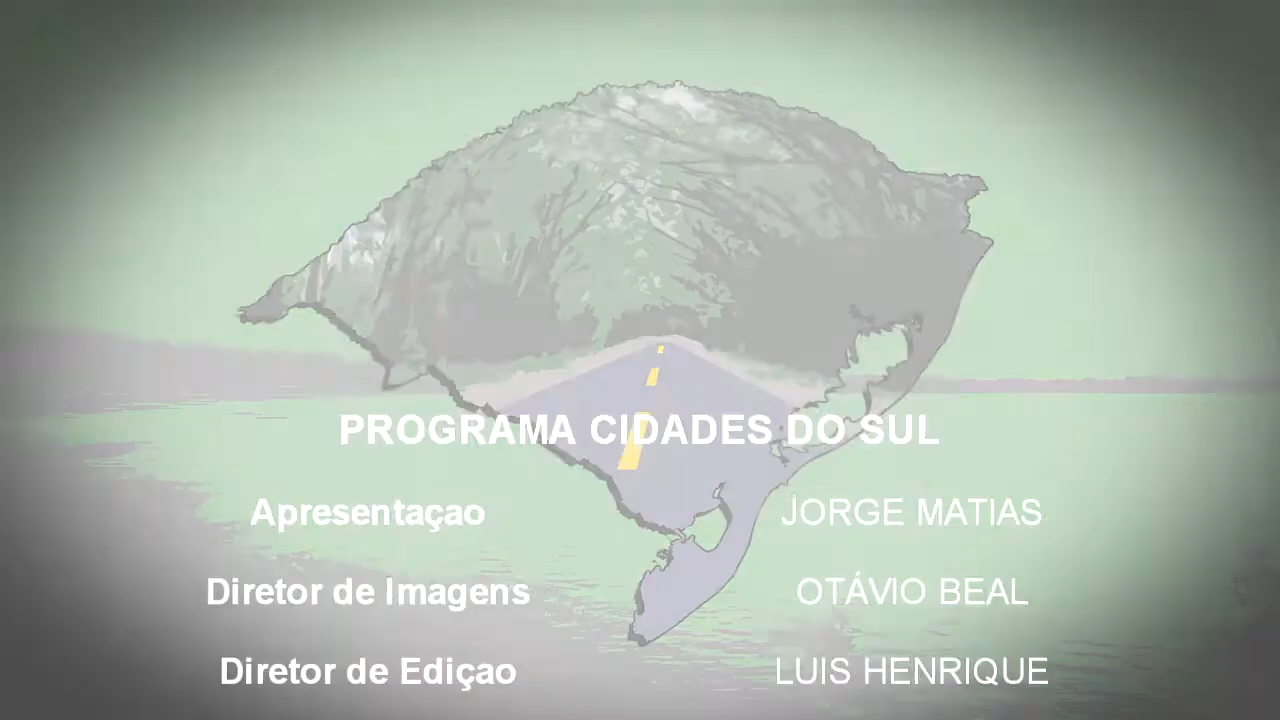 PROGRAMA CIDADES DO SUL
Apresentaçao JORGE MATIAS
Diretor de Imagens OTÁVIO BEAL
Diretor de Ediçao LUIS HENRIQUE